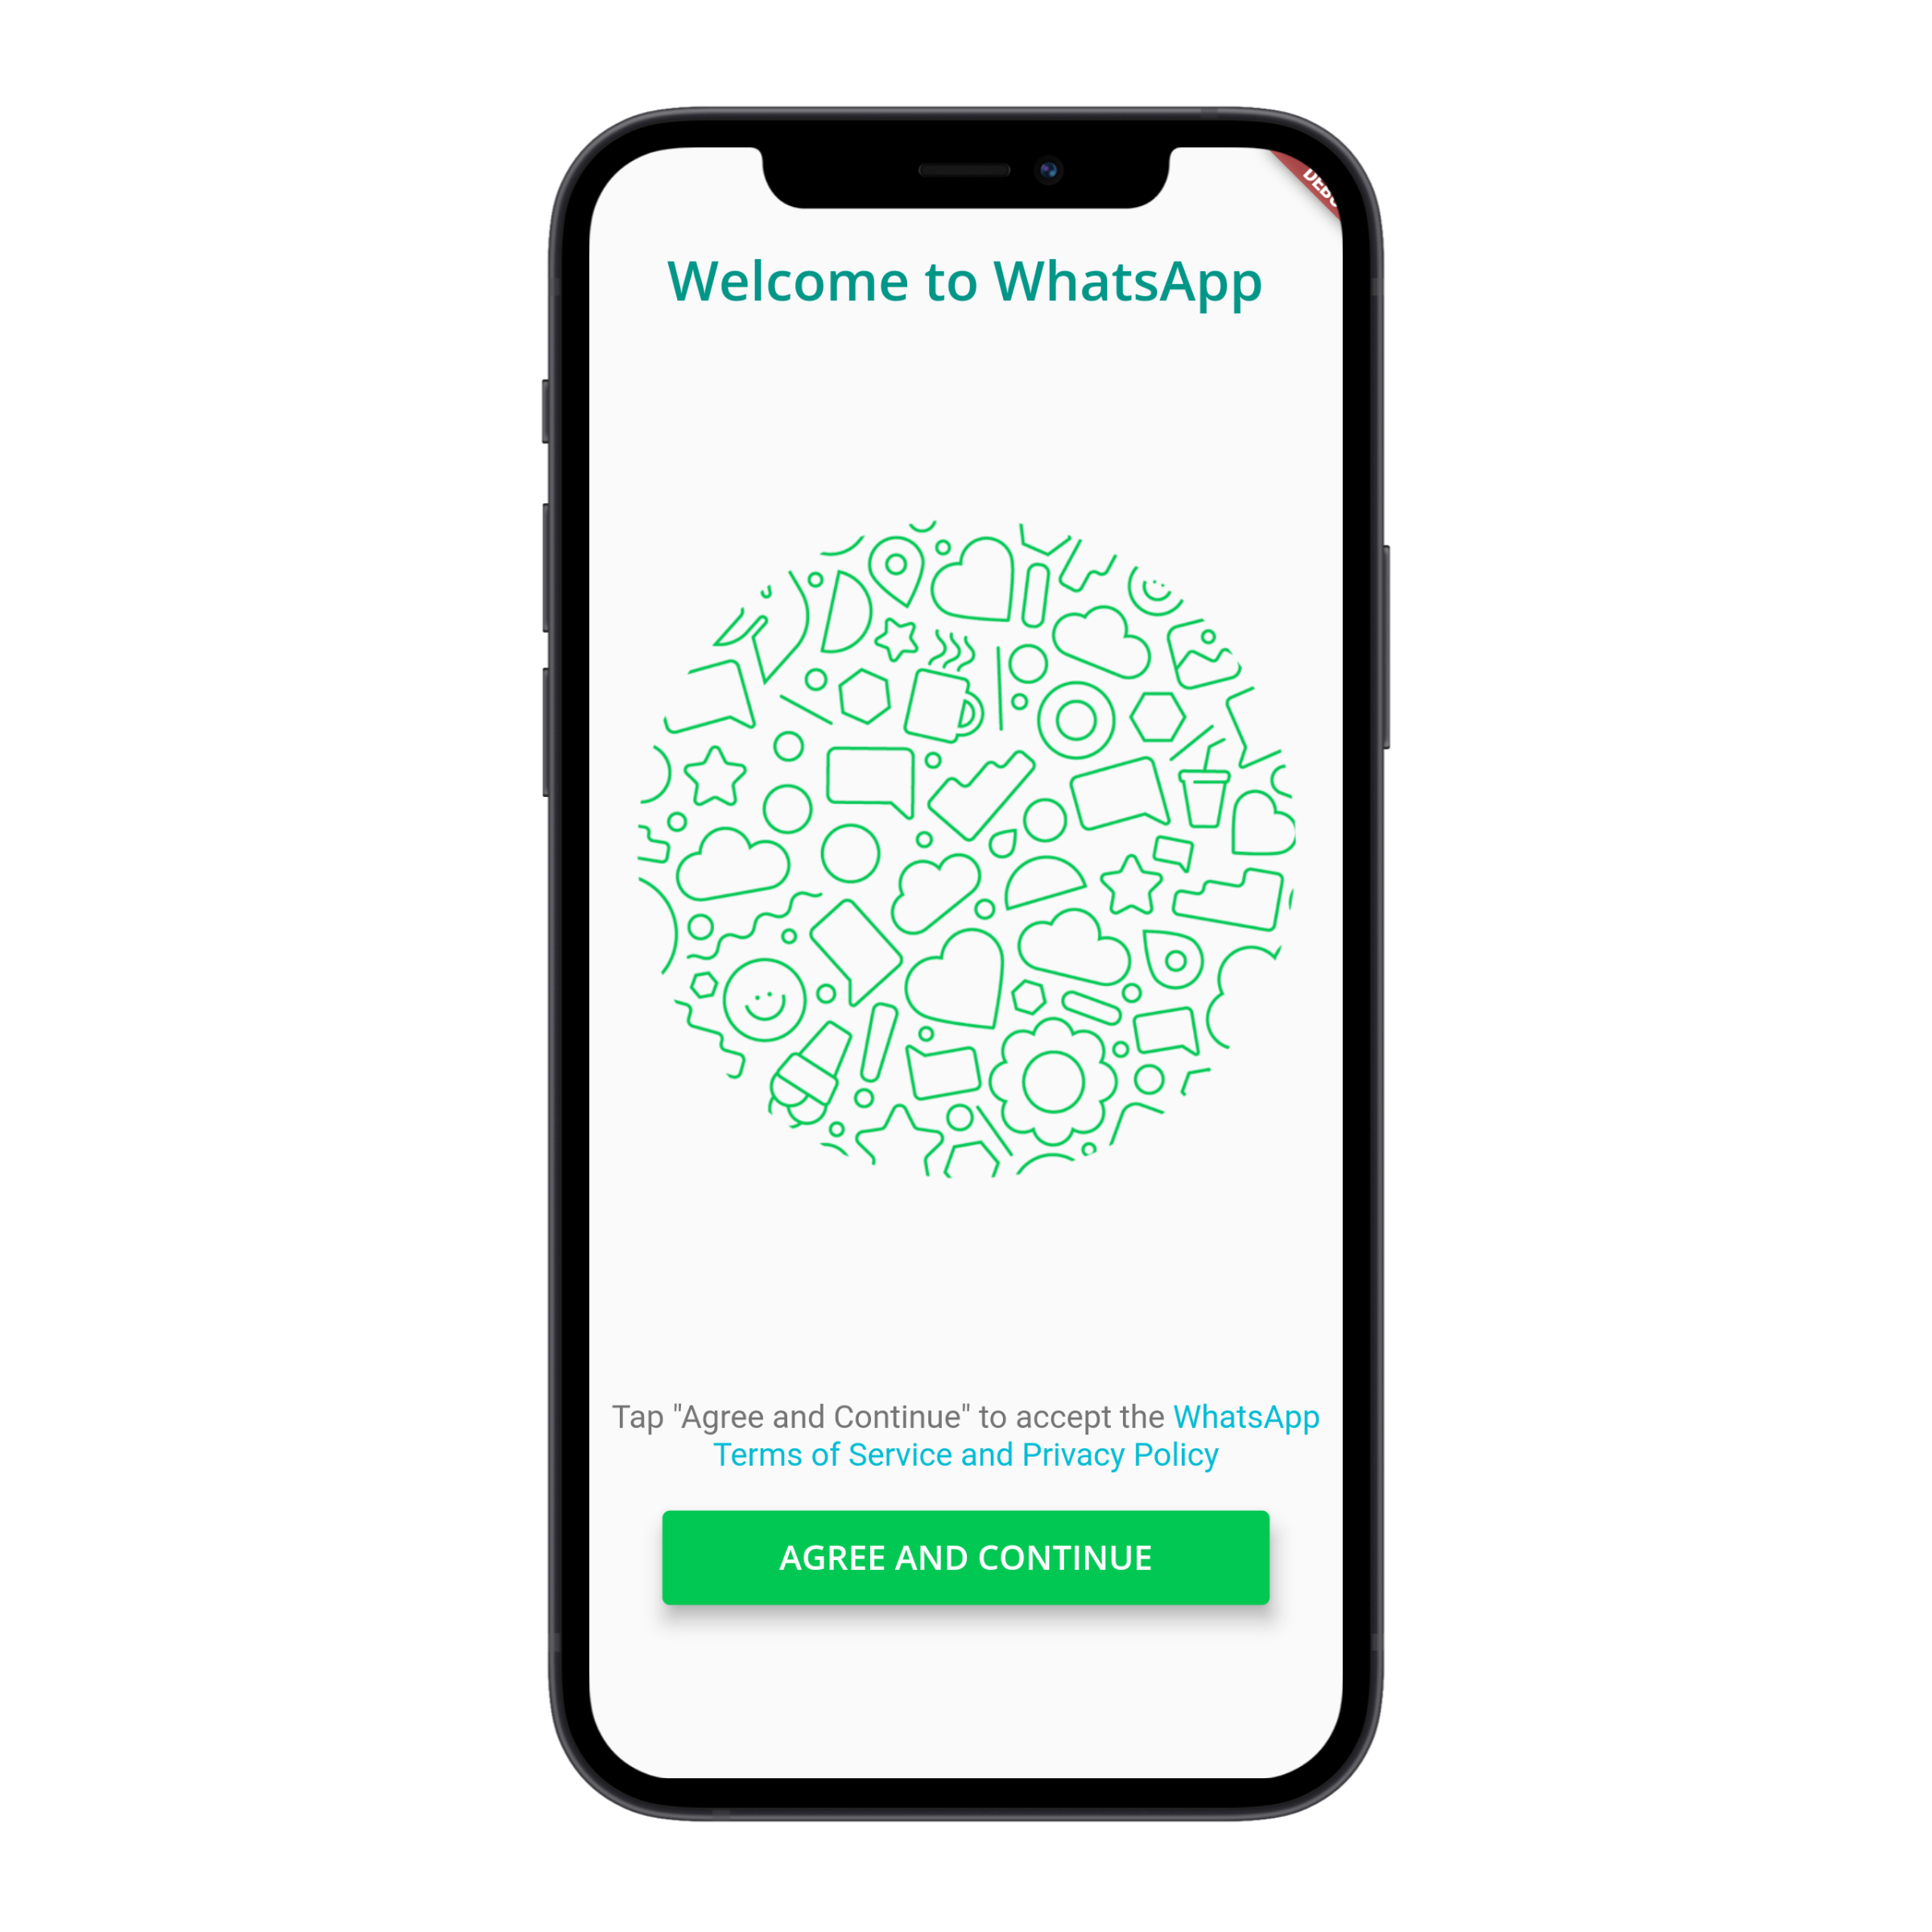 Welcome to WhatsApp
Tap "Agree and Continue" to accept the WhatsApp
Terms of Service and Privacy Policy
AGREE AND CONTINUE